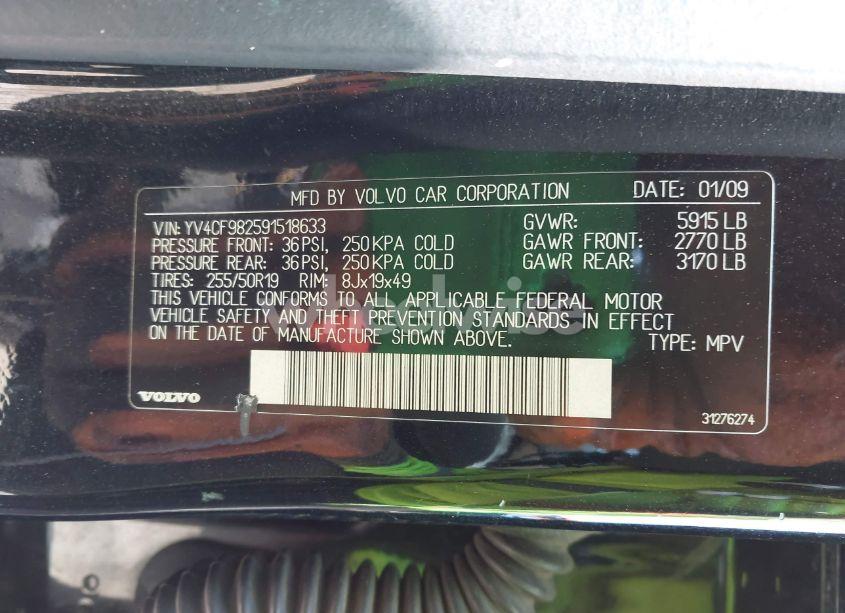 MFD BY VOLVO CAR CORPORATION DATE: 01/09
VIN: YV4CF982591518633 GVWR: 5915 LB
PRESSURE FRONT: 36 PSI, 250 KPA COLD GAWR FRONT: 2770 LB
PRESSURE REAR: 36 PSI, 250 KPA COLD GAWR REAR: 3170 LB
TIRES: 255/50R19 RIM: 8Jx19x49
THIS VEHICLE CONFORMS TO ALL APPLICABLE FEDERAL MOTOR
VEHICLE SAFETY AND THEFT PREVENTION STANDARDS IN EFFECT
ON THE DATE OF MANUFACTURE SHOWN ABOVE. TYPE: MPV
VOLVO 31276274